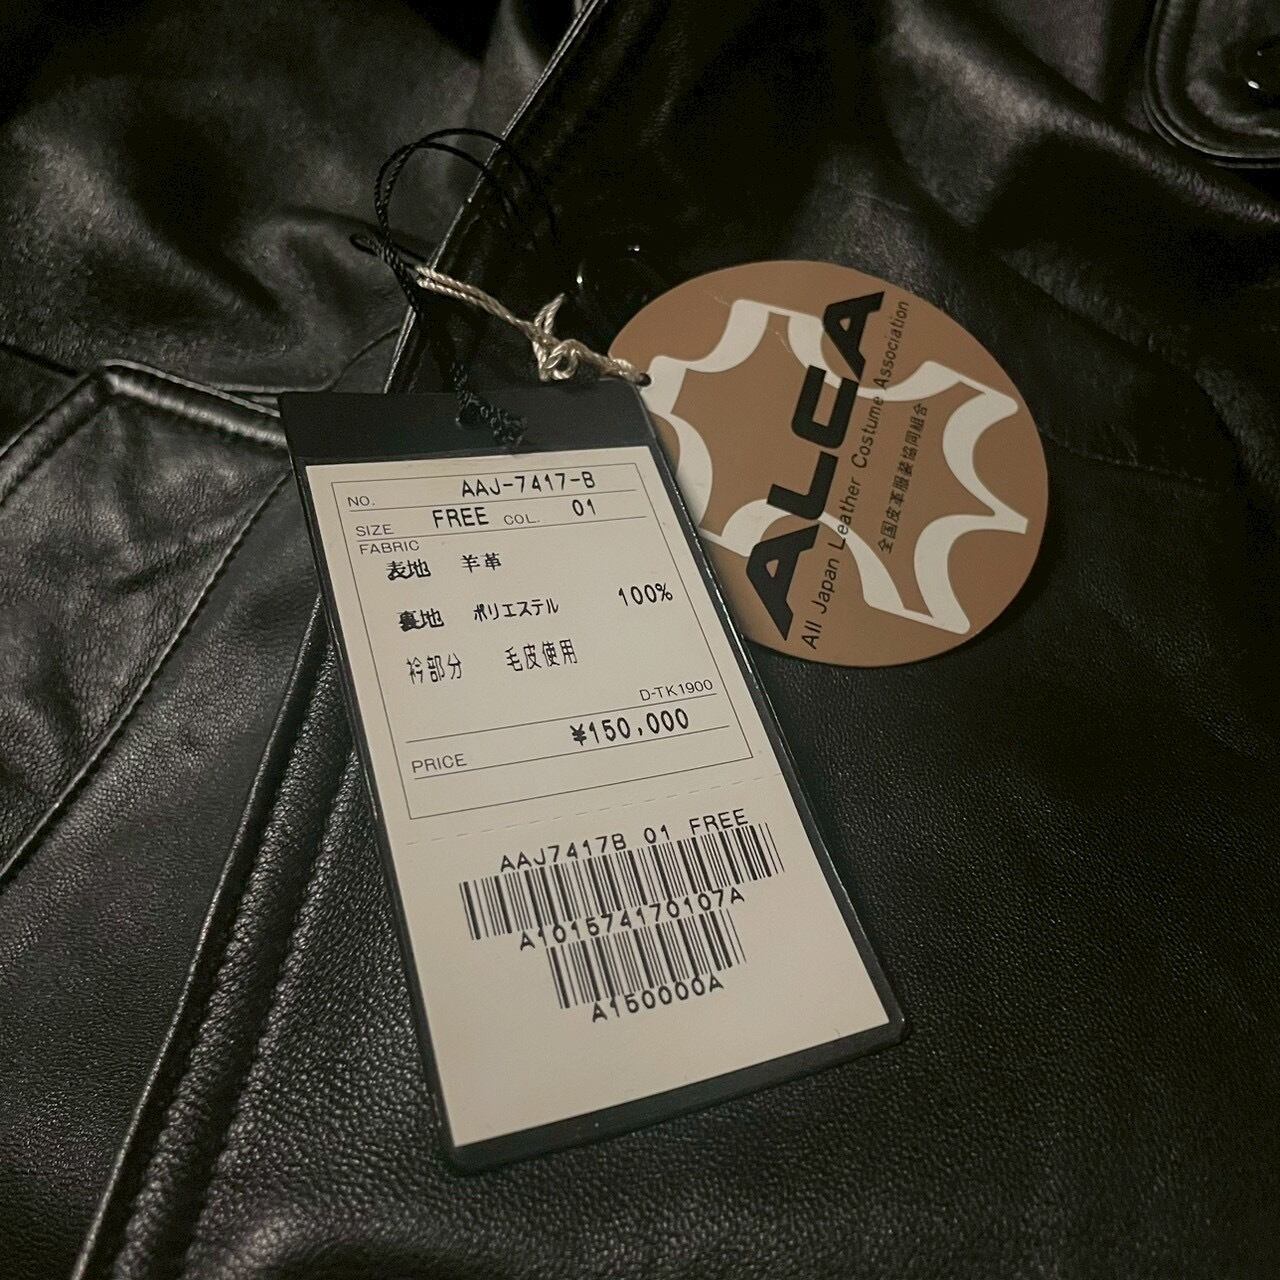 NO. AAJ-7417-B
SIZE FREE COL. 01
FABRIC
表地 羊革
裏地 ポリエステル 100%
衿部分 毛皮使用
D-TK1900
¥150,000
PRICE
AAJ7417B 01 FREE
A101574170107A
A150000A
ALCA
All Japan Leather Costume Association
全国皮革服装協同組合